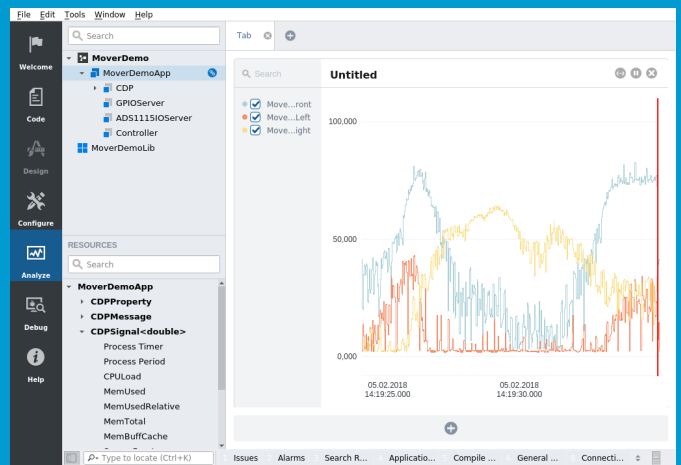 File Edit Tools Window Help
Welcome
Code
Design
Configure
Analyze
Debug
Help
Search
MoverDemo
MoverDemoApp
CDP
GPIOServer
ADS1115IOServer
Controller
MoverDemoLib
RESOURCES
Search
MoverDemoApp
CDPProperty
CDPMessage
CDPSignal<double>
Process Timer
Process Period
CPULoad
MemUsed
MemUsedRelative
MemTotal
MemBuffCache
Tab
Search
Move...ront
Move...Left
Move...ight
Untitled
100,000
50,000
0,000
05.02.2018 05.02.2018
14:19:25.000 14:19:30.000
Type to locate (Ctrl+K) Issues Alarms Search R... Applicatio... Compile ... General ... Connecti...